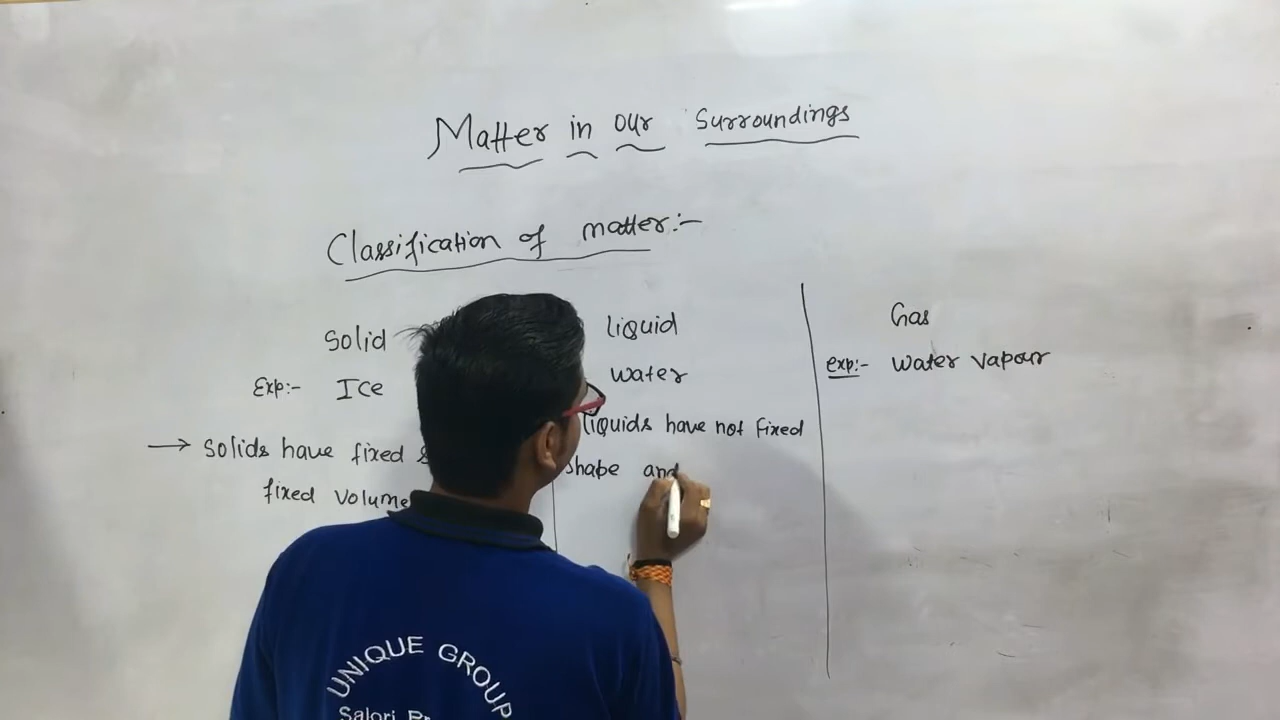 Matter in our Surroundings
Classification of matter:-
Solid
Exp:- Ice
→ Solids have fixed
fixed Volume
liquid
water
liquids have not fixed
shape and
Gas
exp:- Water vapour
UNIQUE GROUP
Salori